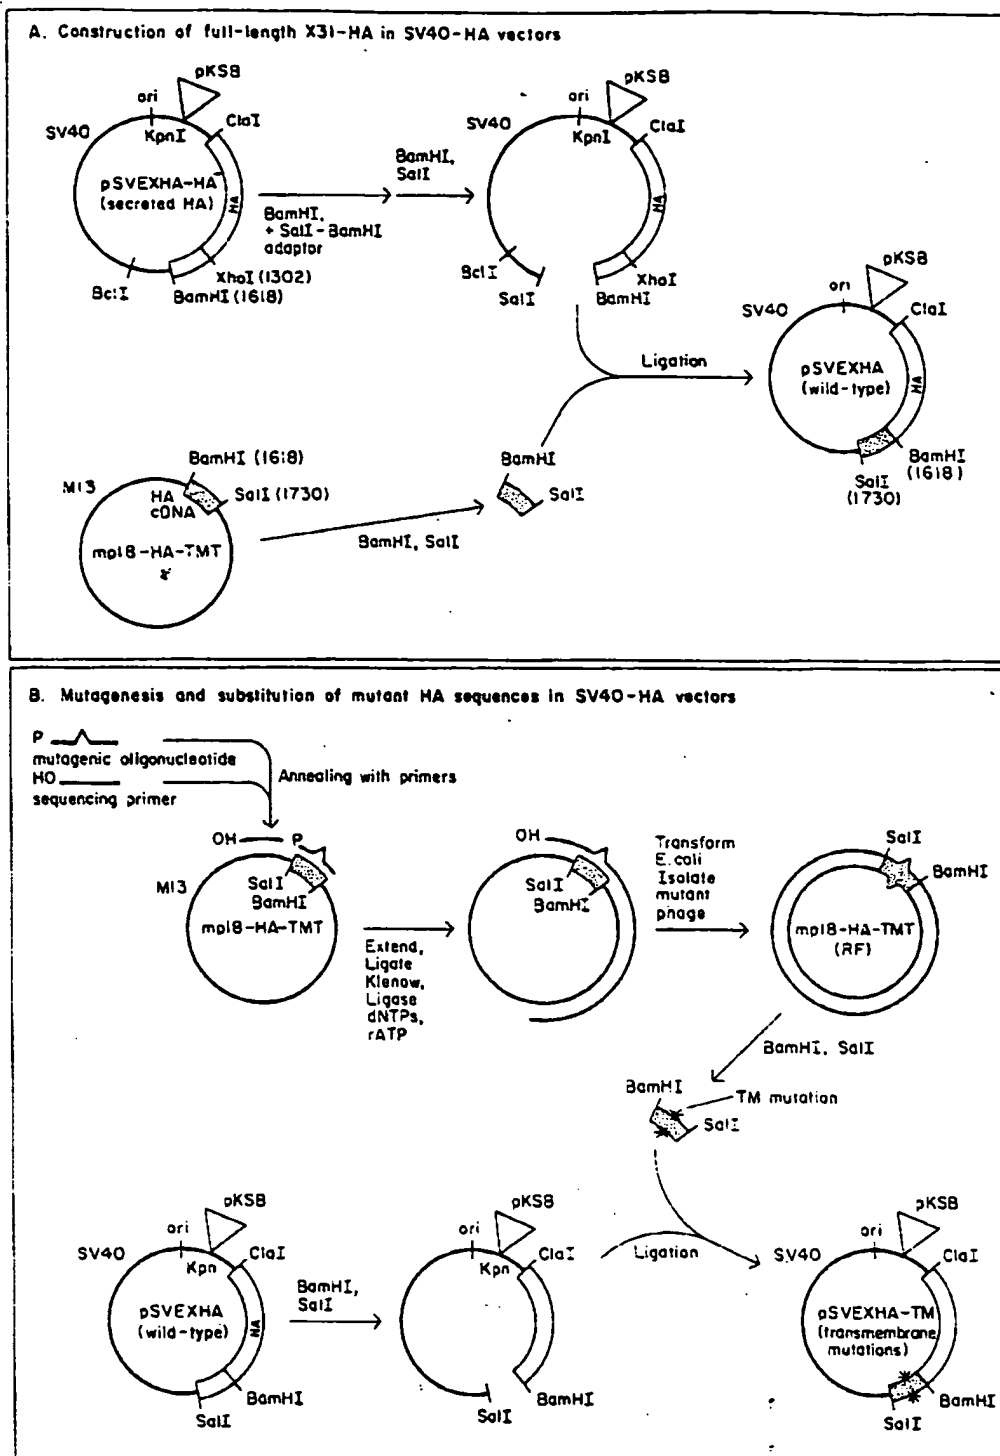 A. Construction of full-length X31-HA in SV40-HA vectors
pKSB
ori
SV40
KpnI
ClaI
pSVEXHA-HA
(secreted HA)
HA
BclI
XhoI (1302)
BamHI (1618)
BamHI,
+ SalI-BamHI
adaptor
BamHI,
SalI
pKSB
ori
SV40
KpnI
ClaI
HA
BclI
SalI
XhoI
BamHI
Ligation
pKSB
ori
SV40
ClaI
pSVEXHA
(wild-type)
HA
BamHI
(1618)
SalI
(1730)
BamHI (1618)
M13
HA
cDNA
SalI (1730)
mp18-HA-TMT
BamHI, SalI
BamHI
SalI
B. Mutagenesis and substitution of mutant HA sequences in SV40-HA vectors
P
mutagenic oligonucleotide
HO
sequencing primer
Annealing with primers
OH
P
M13
SalI
BamHI
mp18-HA-TMT
Extend,
Ligate
Klenow,
Ligase
dNTPs,
rATP
OH
SalI
BamHI
Transform
E. coli
Isolate
mutant
phage
SalI
BamHI
mp18-HA-TMT
(RF)
BamHI, SalI
BamHI
TM mutation
SalI
pKSB
ori
SV40
Kpn
ClaI
pSVEXHA
(wild-type)
HA
BamHI
SalI
BamHI,
SalI
pKSB
ori
Kpn
ClaI
BamHI
SalI
Ligation
pKSB
ori
SV40
ClaI
pSVEXHA-TM
(transmembrane
mutations)
BamHI
SalI